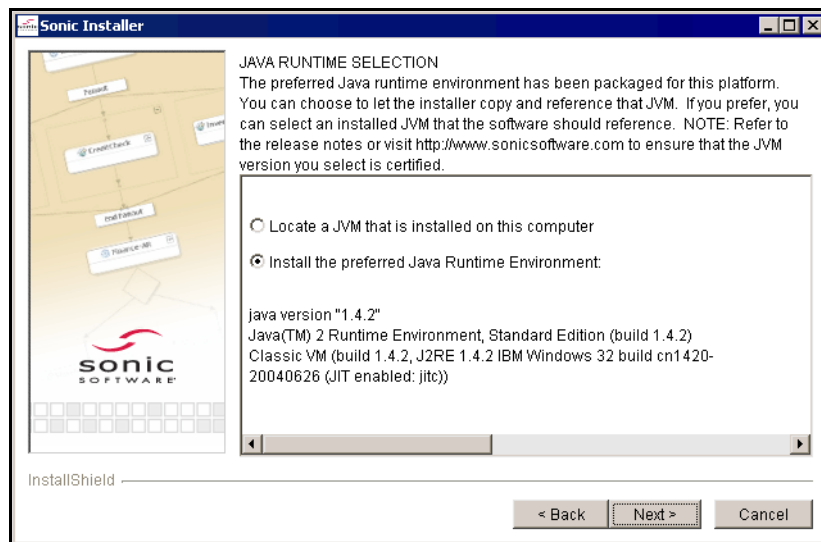 Sonic Installer
JAVA RUNTIME SELECTION
The preferred Java runtime environment has been packaged for this platform.
You can choose to let the installer copy and reference that JVM. If you prefer, you
can select an installed JVM that the software should reference. NOTE: Refer to
the release notes or visit http://www.sonicsoftware.com to ensure that the JVM
version you select is certified.
Fanout
CreditCheck
End Fanout
Finance-AR
Locate a JVM that is installed on this computer
Install the preferred Java Runtime Environment:
java version "1.4.2"
Java(TM) 2 Runtime Environment, Standard Edition (build 1.4.2)
Classic VM (build 1.4.2, J2RE 1.4.2 IBM Windows 32 build cn1420-
20040626 (JIT enabled: jitc))
sonic
SOFTWARE
InstallShield
< Back
Next >
Cancel